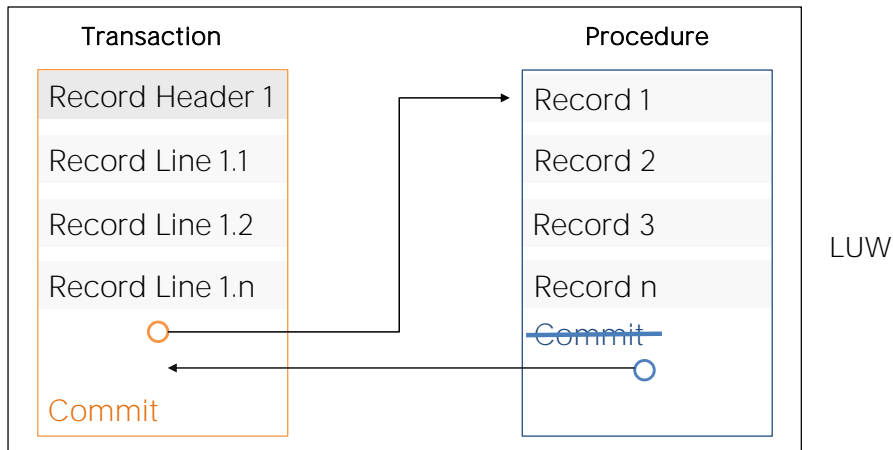 Transaction
Record Header 1
Record Line 1.1
Record Line 1.2
Record Line 1.n
Commit
Procedure
Record 1
Record 2
Record 3
Record n
Commit
LUW